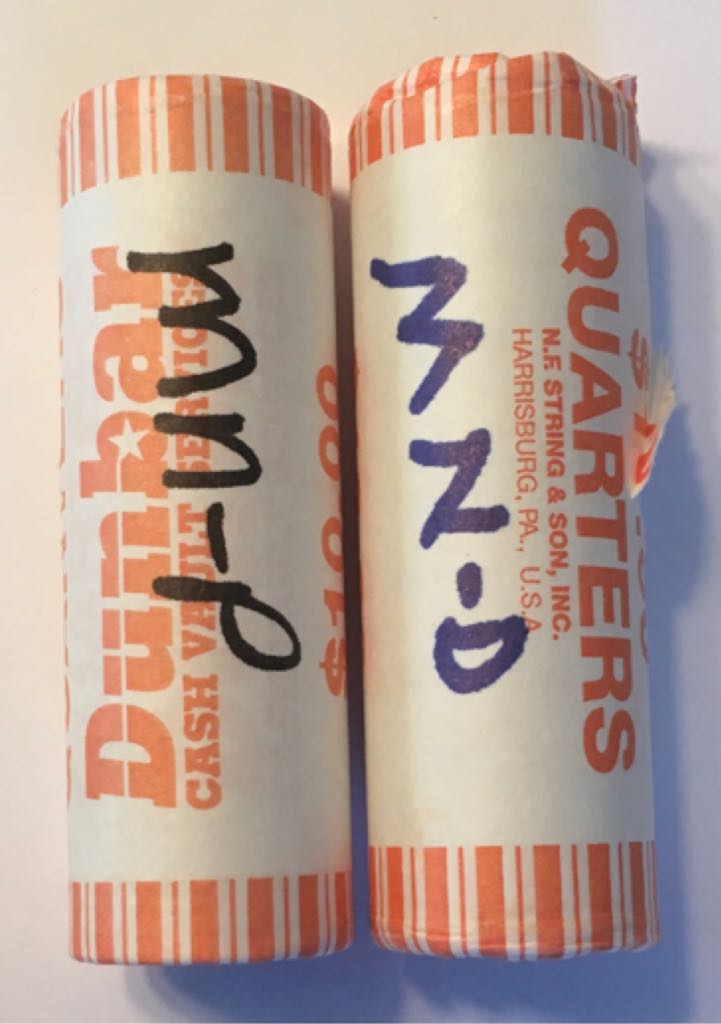 Dunbar
CASH VAULT SERVICES
mn-P
$10.00
MN-D
QUARTERS
N.F. STRING & SON, INC.
HARRISBURG, PA., U.S.A.